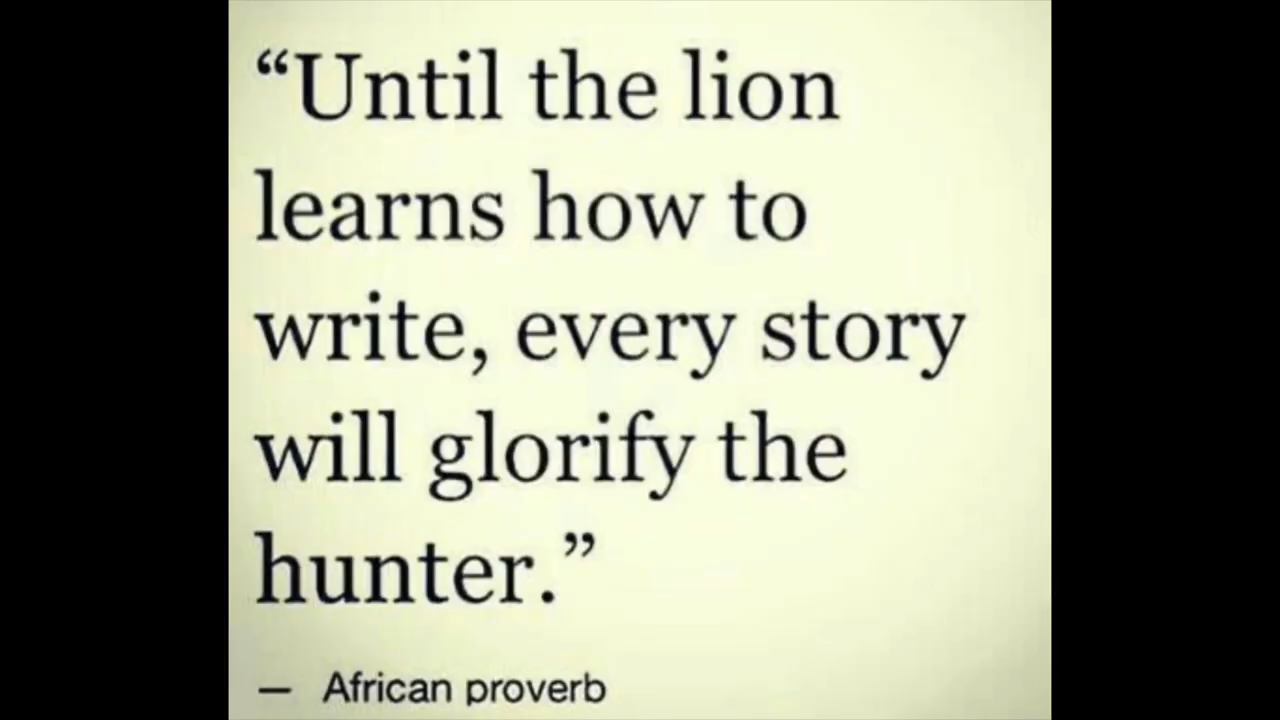 “Until the lion
learns how to
write, every story
will glorify the
hunter.”
— African proverb